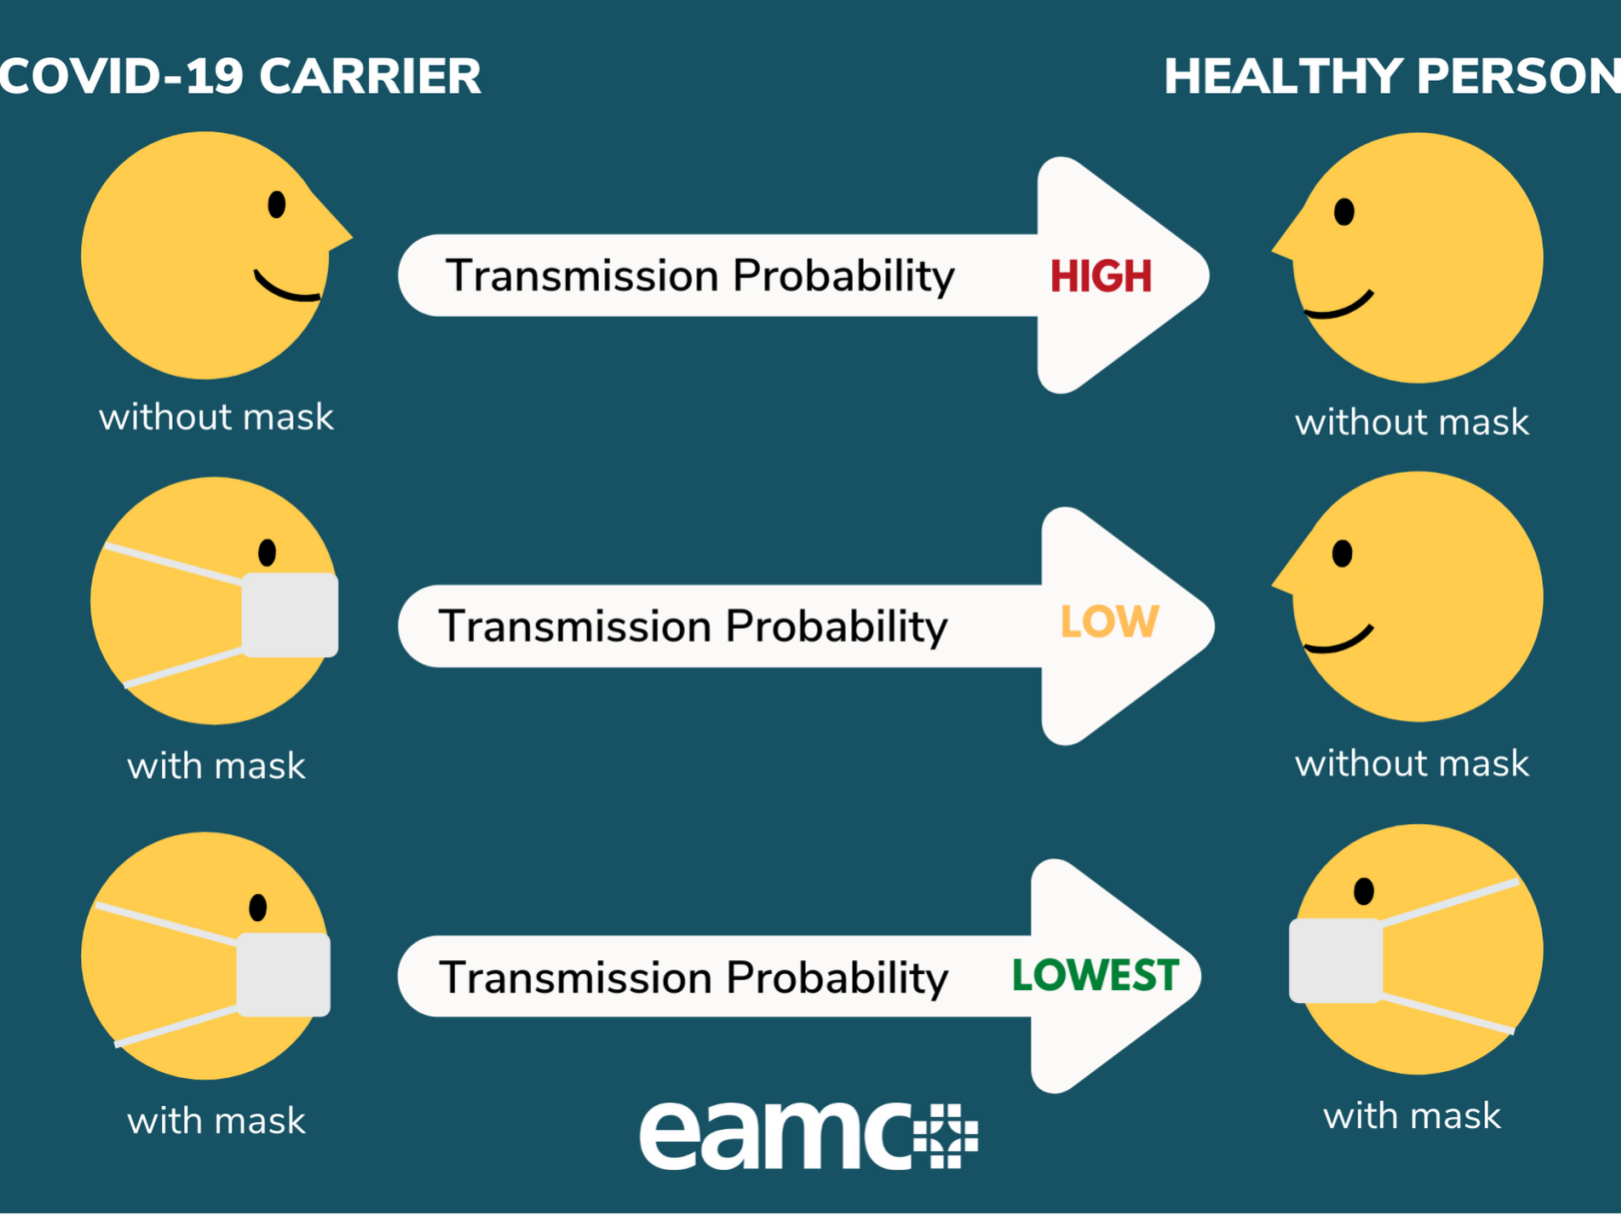 COVID-19 CARRIER
HEALTHY PERSON
Transmission Probability
HIGH
without mask
without mask
Transmission Probability
LOW
with mask
without mask
Transmission Probability
LOWEST
with mask
with mask
eamc